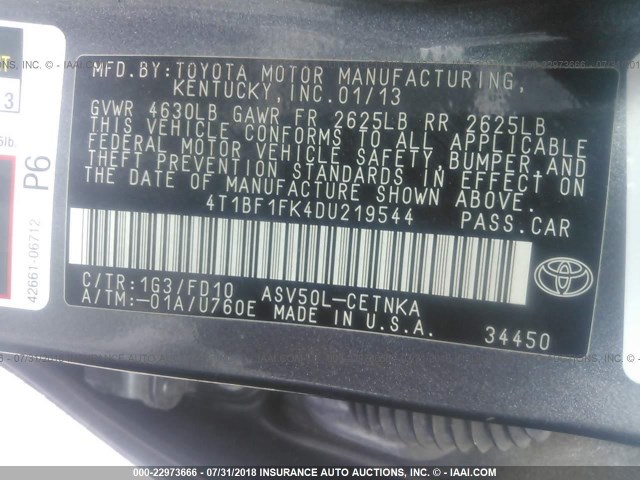 MFD.BY:TOYOTA MOTOR MANUFACTURING,
KENTUCKY,INC.01/13
GVWR 4630LB GAWR FR 2625LB RR 2625LB
THIS VEHICLE CONFORMS TO ALL APPLICABLE
FEDERAL MOTOR VEHICLE SAFETY,BUMPER,AND
THEFT PREVENTION STANDARDS IN EFFECT ON
THE DATE OF MANUFACTURE SHOWN ABOVE.
4T1BF1FK4DU219544 PASS.CAR
C/TR:1G3/FD10 ASV50L-CETNKA
A/TM:-01A/U760E MADE IN U.S.A.
34450
TOYOTA
3
lb.
P6
42661-06712
000-22973666 - 07/31/2018 INSURANCE AUTO AUCTIONS, INC. - IAAI.COM